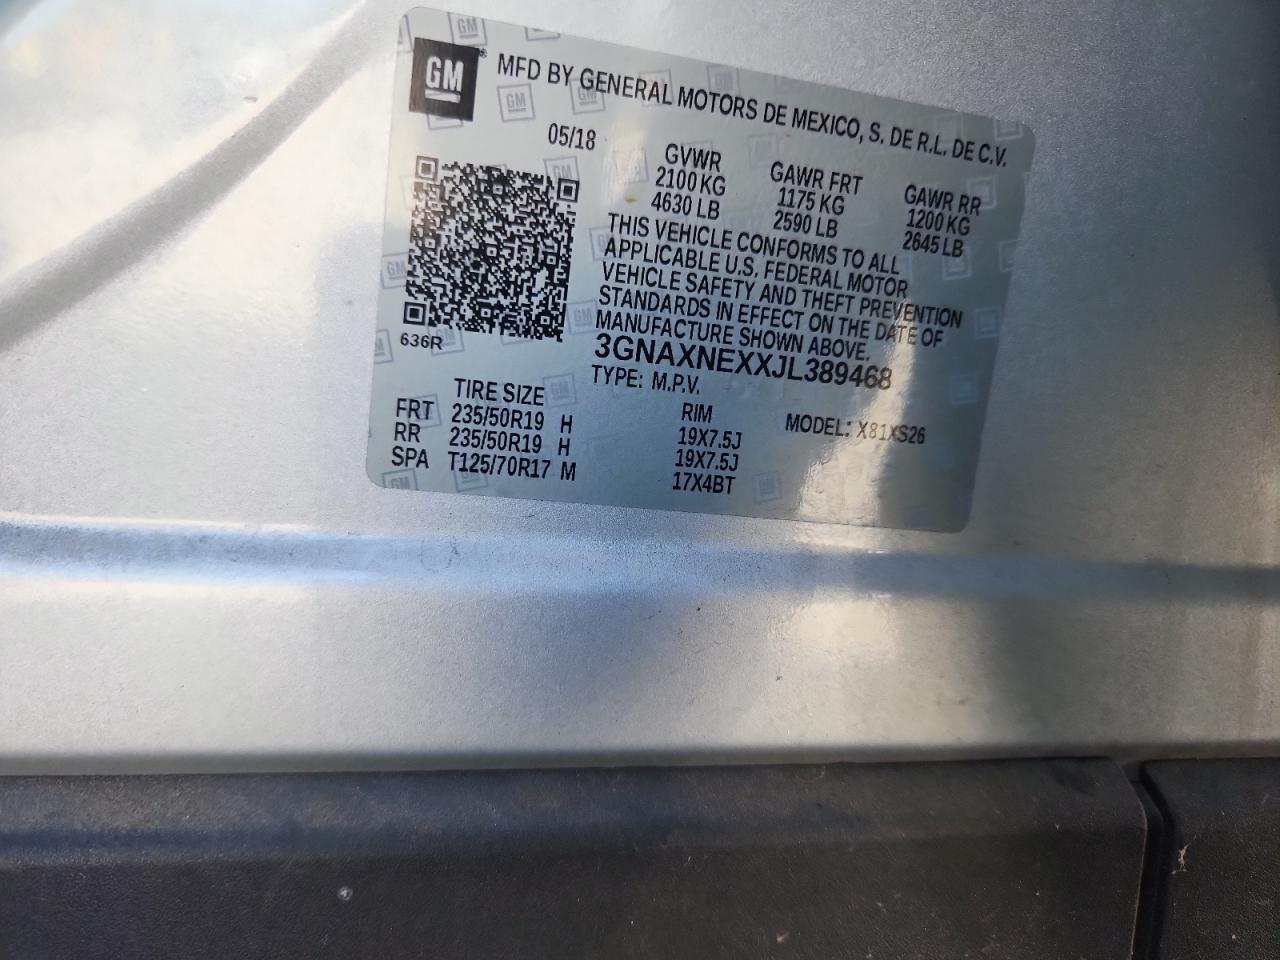 GM
MFD BY GENERAL MOTORS DE MEXICO, S. DE R.L. DE C.V.
05/18
GVWR GAWR FRT GAWR RR
2100 KG 1175 KG 1200 KG
4630 LB 2590 LB 2645 LB
THIS VEHICLE CONFORMS TO ALL
APPLICABLE U.S. FEDERAL MOTOR
VEHICLE SAFETY AND THEFT PREVENTION
STANDARDS IN EFFECT ON THE DATE OF
MANUFACTURE SHOWN ABOVE.
636R
3GNAXNEXXJL389468
TYPE: M.P.V. MODEL: X81XS26
TIRE SIZE RIM
FRT 235/50R19 H 19X7.5J
RR 235/50R19 H 19X7.5J
SPA T125/70R17 M 17X4BT